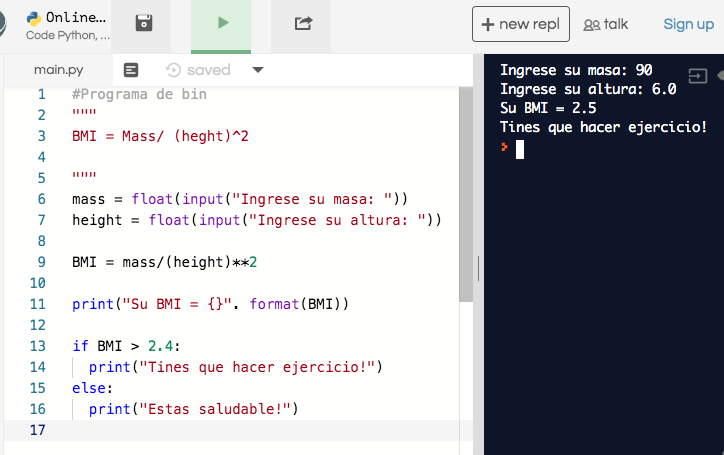 Online...
Code Python, ...
+ new repl
talk
Sign up
main.py
saved
1 #Programa de bin
2 """
3 BMI = Mass/ (heght)^2
4
5 """
6 mass = float(input("Ingrese su masa: "))
7 height = float(input("Ingrese su altura: "))
8
9 BMI = mass/(height)**2
10
11 print("Su BMI = {}". format(BMI))
12
13 if BMI > 2.4:
14   print("Tines que hacer ejercicio!")
15 else:
16   print("Estas saludable!")
17
Ingrese su masa: 90
Ingrese su altura: 6.0
Su BMI = 2.5
Tines que hacer ejercicio!